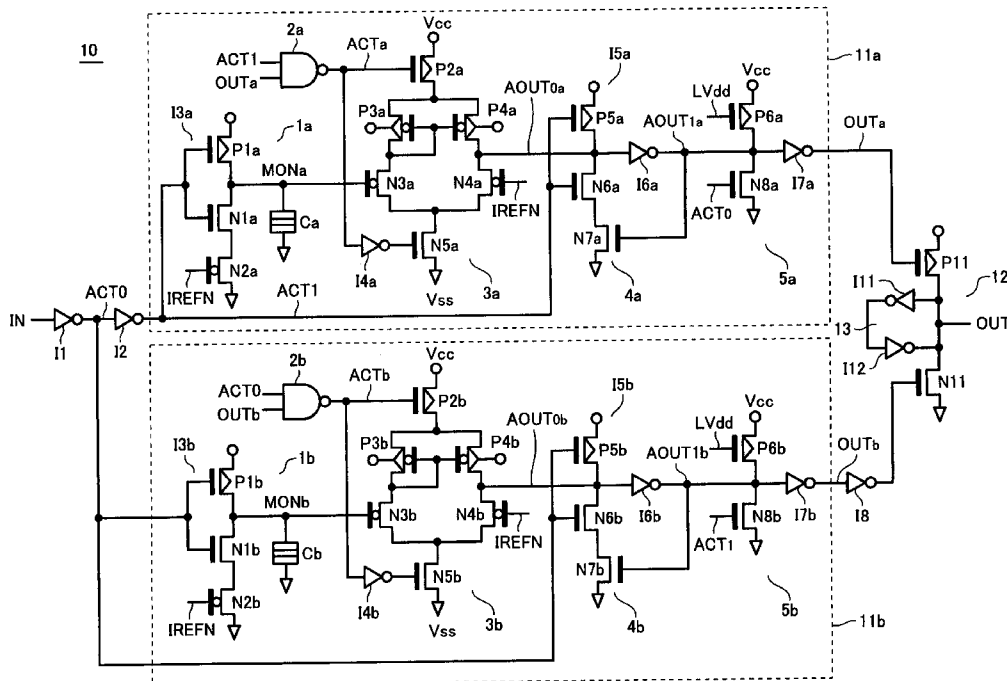 10
2a
Vcc
ACT1
OUTa
ACTa
P2a
I5a
11a
Vcc
LVdd
AOUT0a
P3a
P4a
P5a
AOUT1a
P6a
OUTa
I3a
1a
P1a
MONa
N3a
N4a
I6a
I7a
N6a
N8a
ACT0
N1a
Ca
IREFN
N7a
IREFN
N2a
I4a
N5a
Vss
3a
4a
5a
P11
12
I11
IN
ACT0
ACT1
13
OUT
I1
I2
I12
N11
2b
Vcc
ACT0
OUTb
ACTb
P2b
I5b
Vcc
LVdd
AOUT0b
P3b
P4b
P5b
AOUT1b
P6b
OUTb
I3b
1b
P1b
MONb
N3b
N4b
I6b
I7b
I8
N6b
N8b
ACT1
N1b
Cb
IREFN
N7b
IREFN
N2b
I4b
N5b
Vss
3b
4b
5b
11b